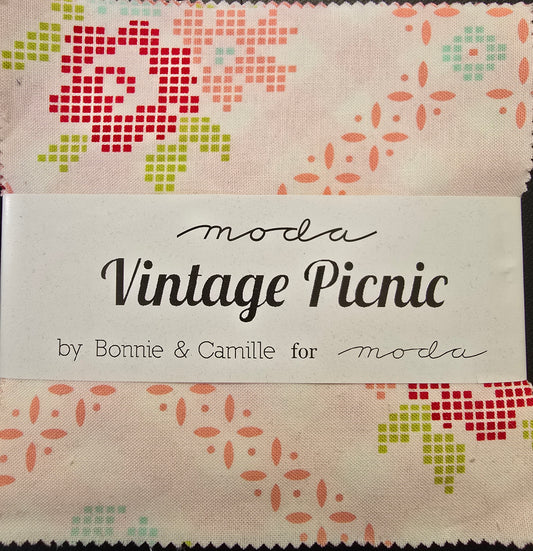 moda
Vintage Picnic
by Bonnie & Camille for moda